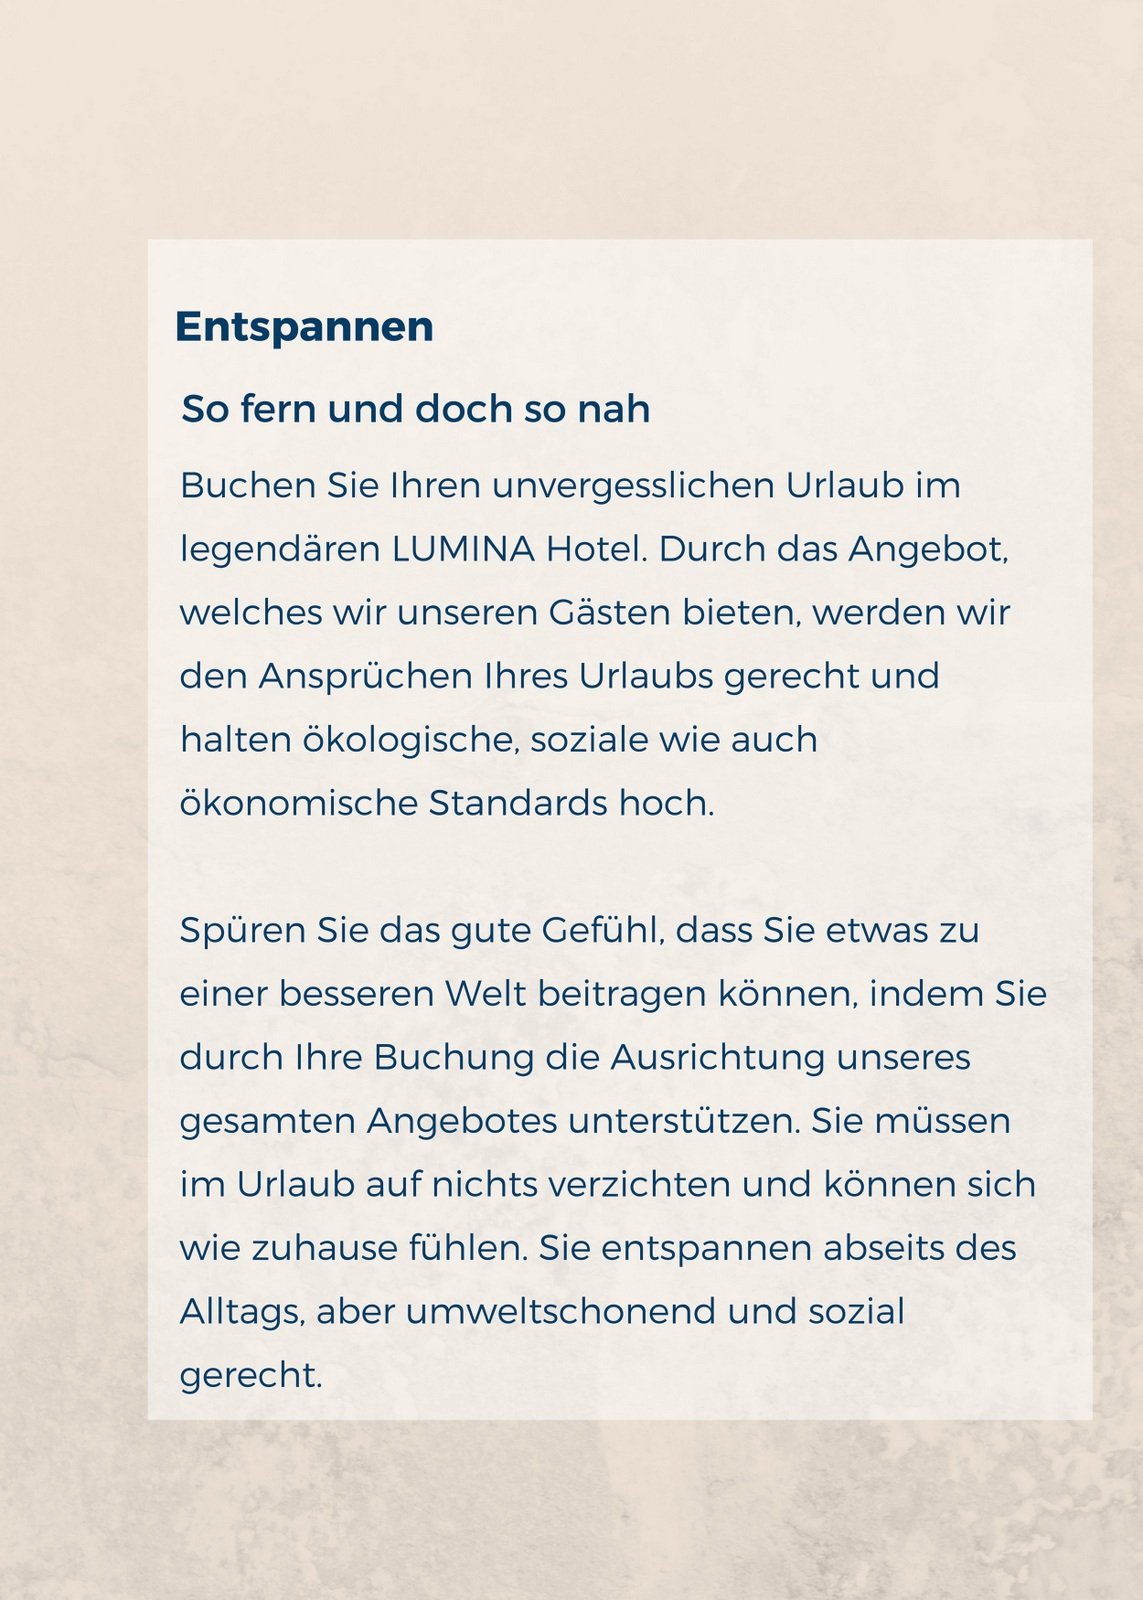 Entspannen
So fern und doch so nah
Buchen Sie Ihren unvergesslichen Urlaub im
legendären LUMINA Hotel. Durch das Angebot,
welches wir unseren Gästen bieten, werden wir
den Ansprüchen Ihres Urlaubs gerecht und
halten ökologische, soziale wie auch
ökonomische Standards hoch.
Spüren Sie das gute Gefühl, dass Sie etwas zu
einer besseren Welt beitragen können, indem Sie
durch Ihre Buchung die Ausrichtung unseres
gesamten Angebotes unterstützen. Sie müssen
im Urlaub auf nichts verzichten und können sich
wie zuhause fühlen. Sie entspannen abseits des
Alltags, aber umweltschonend und sozial
gerecht.